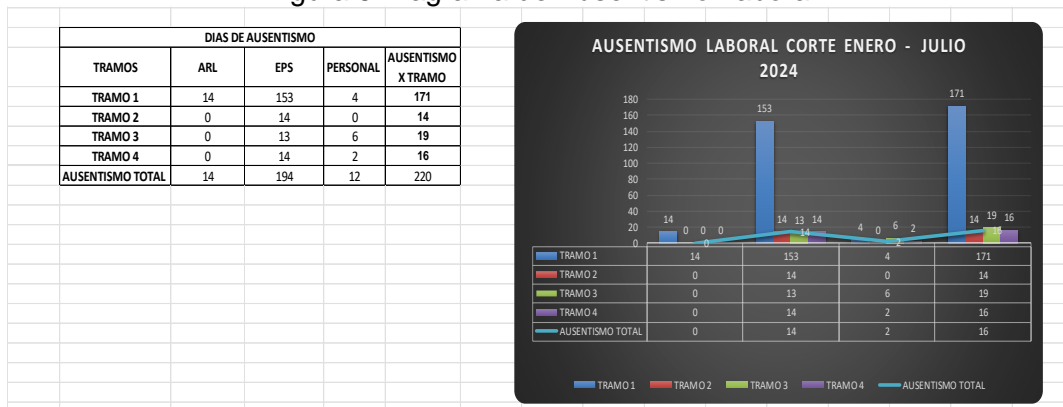 DIAS DE AUSENTISMO
TRAMOS ARL EPS PERSONAL AUSENTISMO X TRAMO
TRAMO 1 14 153 4 171
TRAMO 2 0 14 0 14
TRAMO 3 0 13 6 19
TRAMO 4 0 14 2 16
AUSENTISMO TOTAL 14 194 12 220
AUSENTISMO LABORAL CORTE ENERO - JULIO
2024
180
160
140
120
100
80
60
40
20
0
14 0 0 0 0
153 14 13 14 14
4 0 6 2 2
171 14 19 16 16
TRAMO 1 14 153 4 171
TRAMO 2 0 14 0 14
TRAMO 3 0 13 6 19
TRAMO 4 0 14 2 16
AUSENTISMO TOTAL 0 14 2 16
TRAMO 1 TRAMO 2 TRAMO 3 TRAMO 4 AUSENTISMO TOTAL